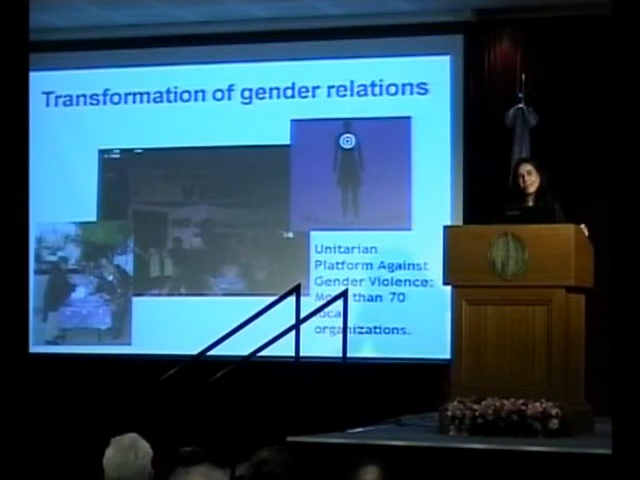 Transformation of gender relations
Unitarian
Platform Against
Gender Violence:
than 70
organizations.